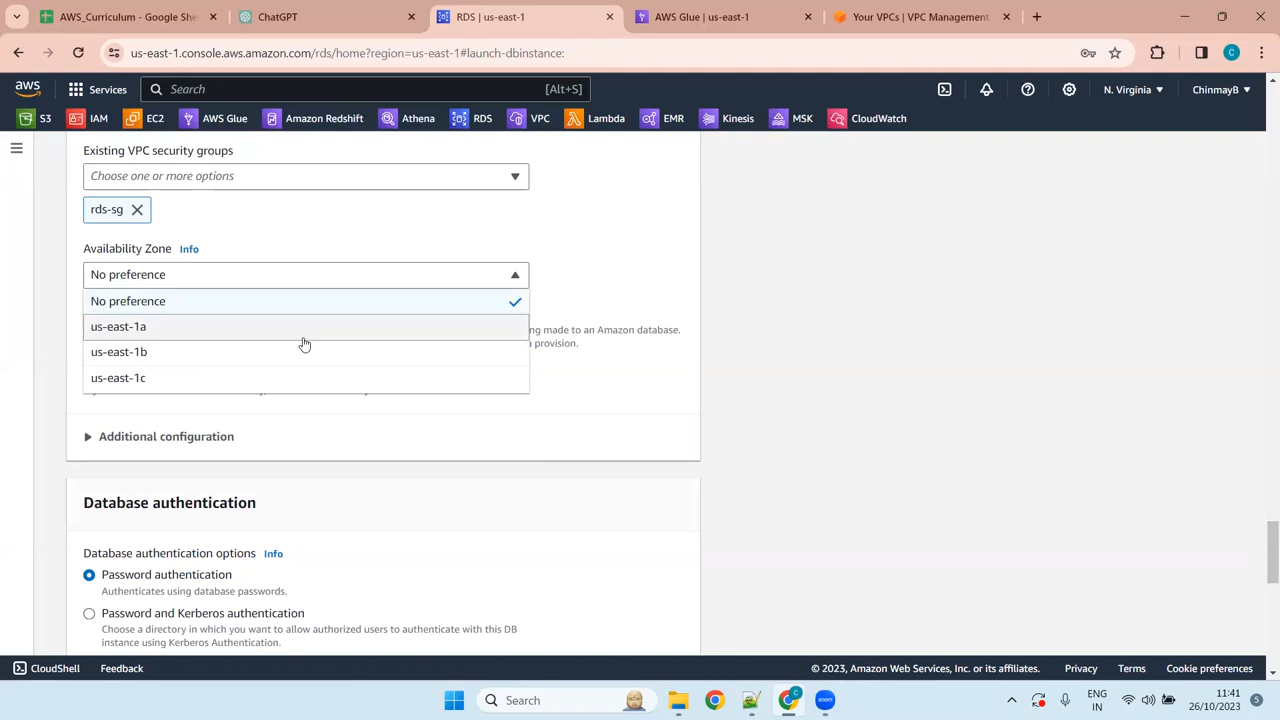 AWS_Curriculum - Google She
ChatGPT
RDS | us-east-1
AWS Glue | us-east-1
Your VPCs | VPC Management
us-east-1.console.aws.amazon.com/rds/home?region=us-east-1#launch-dbinstance:
C
aws
Services
Search
[Alt+S]
N. Virginia
ChinmayB
S3
IAM
EC2
AWS Glue
Amazon Redshift
Athena
RDS
VPC
Lambda
EMR
Kinesis
MSK
CloudWatch
Existing VPC security groups
Choose one or more options
rds-sg
Availability Zone Info
No preference
No preference
us-east-1a
ng made to an Amazon database.
u provision.
us-east-1b
us-east-1c
Additional configuration
Database authentication
Database authentication options Info
Password authentication
Authenticates using database passwords.
Password and Kerberos authentication
Choose a directory in which you want to allow authorized users to authenticate with this DB
instance using Kerberos Authentication.
CloudShell
Feedback
© 2023, Amazon Web Services, Inc. or its affiliates.
Privacy
Terms
Cookie preferences
Search
C
zoom
ENG
IN
11:41
26/10/2023
5